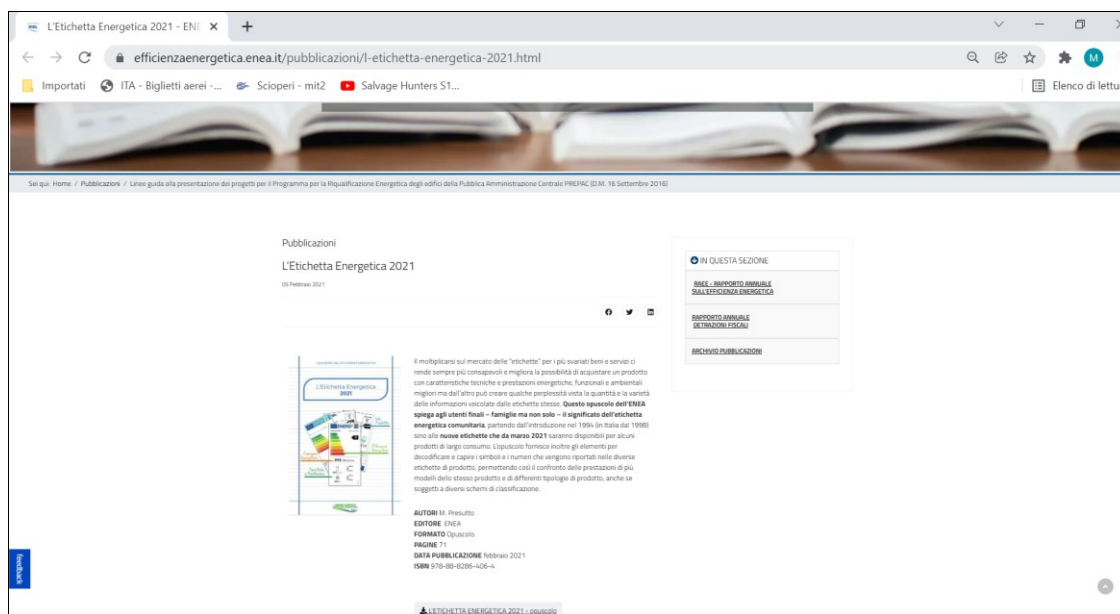 L'Etichetta Energetica 2021 - ENE
efficienzaenergetica.enea.it/pubblicazioni/l-etichetta-energetica-2021.html
M
Importati
ITA - Biglietti aerei -...
Scioperi - mit2
Salvage Hunters S1...
Elenco di lettu
Sei qui: Home / Pubblicazioni / Linee guida alla presentazione dei progetti per il Programma per la Riqualificazione Energetica degli edifici della Pubblica Amministrazione Centrale PREPAC (D.M. 16 Settembre 2016)
Pubblicazioni
L'Etichetta Energetica 2021
05 Febbraio 2021
IN QUESTA SEZIONE
RAEE - RAPPORTO ANNUALE
SULL'EFFICIENZA ENERGETICA
RAPPORTO ANNUALE
DETRAZIONI FISCALI
ARCHIVIO PUBBLICAZIONI
L'Etichetta Energetica
2021
Il moltiplicarsi sul mercato delle "etichette" per i più svariati beni e servizi ci
rende sempre più consapevoli e migliora la possibilità di acquistare un prodotto
con caratteristiche tecniche e prestazioni energetiche, funzionali e ambientali
migliori ma dall'altro può creare qualche perplessità vista la quantità e la varietà
delle informazioni veicolate dalle etichette stesse. Questo opuscolo dell'ENEA
spiega agli utenti finali – famiglie ma non solo – il significato dell'etichetta
energetica comunitaria, partendo dall'introduzione nel 1994 (in Italia dal 1998)
sino alle nuove etichette che da marzo 2021 saranno disponibili per alcuni
prodotti di largo consumo. L'opuscolo fornisce inoltre gli elementi per
decodificare e capire i simboli e i numeri che vengono riportati nelle diverse
etichette di prodotto, permettendo così il confronto delle prestazioni di più
modelli dello stesso prodotto e di differenti tipologie di prodotto, anche se
soggetti a diversi schemi di classificazione.
AUTORI M. Presutto
EDITORE ENEA
FORMATO Opuscolo
PAGINE 71
DATA PUBBLICAZIONE febbraio 2021
ISBN 978-88-8286-406-4
feedback
L'ETICHETTA ENERGETICA 2021 - opuscolo